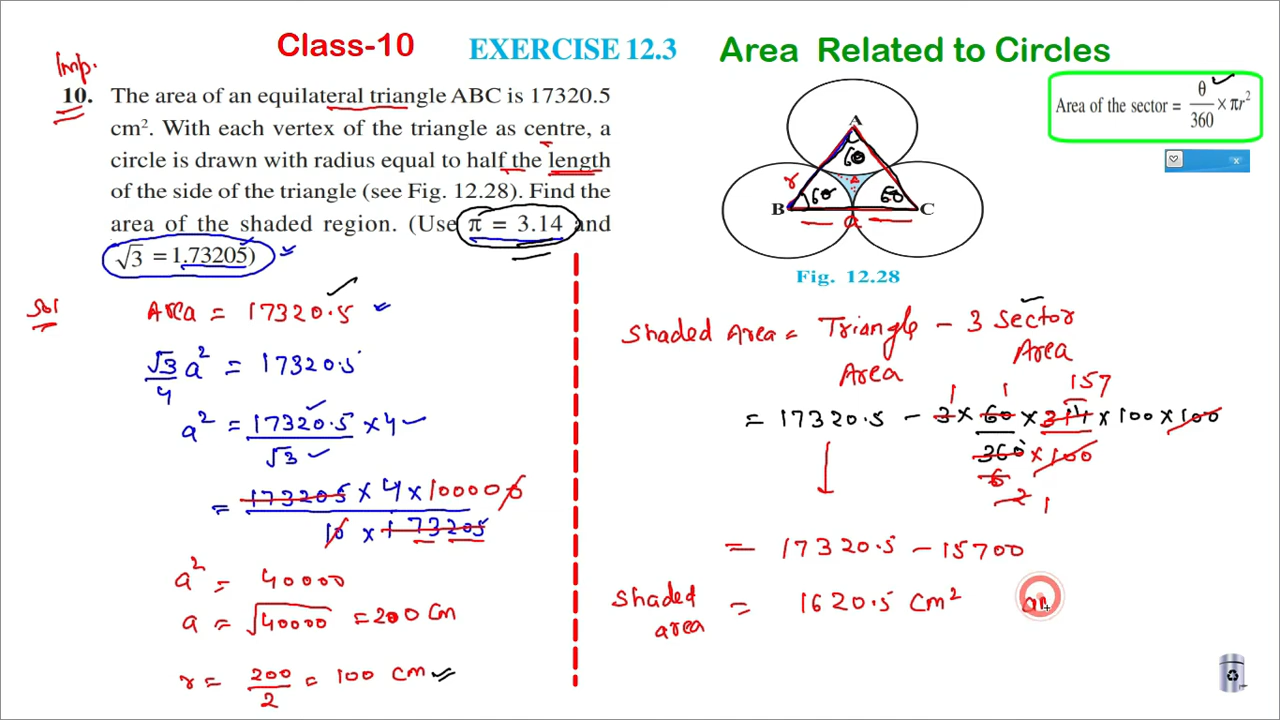 Class-10 EXERCISE 12.3 Area Related to Circles
Imp.
10. The area of an equilateral triangle ABC is 17320.5
cm². With each vertex of the triangle as centre, a
circle is drawn with radius equal to half the length
of the side of the triangle (see Fig. 12.28). Find the
area of the shaded region. (Use π = 3.14 and
√3 = 1.73205)
Sol
Area = 17320.5
√3/4 a² = 17320.5
a² = 17320.5/√3 × 4
= 173205 × 4 × 100000 / 10 × 173205
a² = 40000
a = √40000 = 200 cm
r = 200/2 = 100 cm
A
60
r
B 60 60 C
a
Fig. 12.28
Area of the sector = θ/360 × πr²
Shaded Area = Triangle Area - 3 Sector Area
1 1 157
= 17320.5 - 3 × 60/360 × 314/100 × 100 × 100
6
2 1
= 17320.5 - 15700
Shaded area = 1620.5 cm²